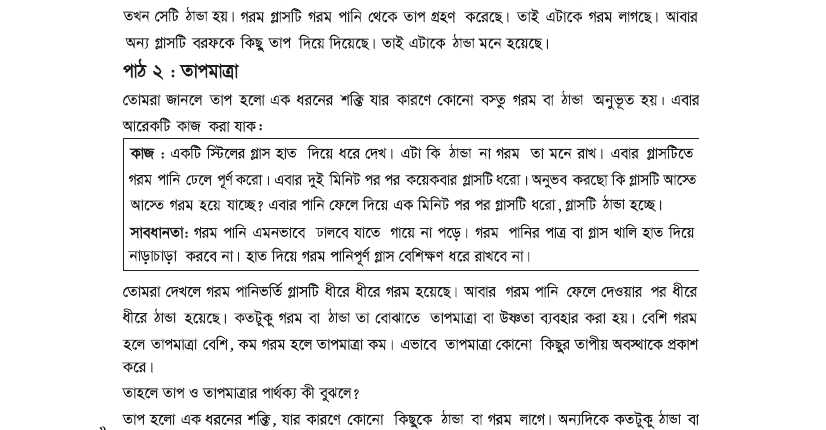 তখন সেটি ঠান্ডা হয়। গরম গ্লাসটি গরম পানি থেকে তাপ গ্রহণ করেছে। তাই এটাকে গরম লাগছে। আবার
অন্য গ্লাসটি বরফকে কিছু তাপ দিয়ে দিয়েছে। তাই এটাকে ঠান্ডা মনে হয়েছে।
পাঠ ২ : তাপমাত্রা
তোমরা জানলে তাপ হলো এক ধরনের শক্তি যার কারণে কোনো বস্তু গরম বা ঠান্ডা অনুভূত হয়। এবার
আরেকটি কাজ করা যাক :
কাজ : একটি স্টিলের গ্লাস হাত দিয়ে ধরে দেখ। এটা কি ঠান্ডা না গরম তা মনে রাখ। এবার গ্লাসটিতে
গরম পানি ঢেলে পূর্ণ করো। এবার দুই মিনিট পর পর কয়েকবার গ্লাসটি ধরো। অনুভব করছো কি গ্লাসটি আস্তে
আস্তে গরম হয়ে যাচ্ছে? এবার পানি ফেলে দিয়ে এক মিনিট পর পর গ্লাসটি ধরো, গ্লাসটি ঠান্ডা হচ্ছে।
সাবধানতা: গরম পানি এমনভাবে ঢালবে যাতে গায়ে না পড়ে। গরম পানির পাত্র বা গ্লাস খালি হাত দিয়ে
নাড়াচাড়া করবে না। হাত দিয়ে গরম পানিপূর্ণ গ্লাস বেশিক্ষণ ধরে রাখবে না।
তোমরা দেখলে গরম পানিভর্তি গ্লাসটি ধীরে ধীরে গরম হয়েছে। আবার গরম পানি ফেলে দেওয়ার পর ধীরে
ধীরে ঠান্ডা হয়েছে। কতটুকু গরম বা ঠান্ডা তা বোঝাতে তাপমাত্রা বা উষ্ণতা ব্যবহার করা হয়। বেশি গরম
হলে তাপমাত্রা বেশি, কম গরম হলে তাপমাত্রা কম। এভাবে তাপমাত্রা কোনো কিছুর তাপীয় অবস্থাকে প্রকাশ
করে।
তাহলে তাপ ও তাপমাত্রার পার্থক্য কী বুঝলে?
তাপ হলো এক ধরনের শক্তি, যার কারণে কোনো কিছুকে ঠান্ডা বা গরম লাগে। অন্যদিকে কতটুকু ঠান্ডা বা